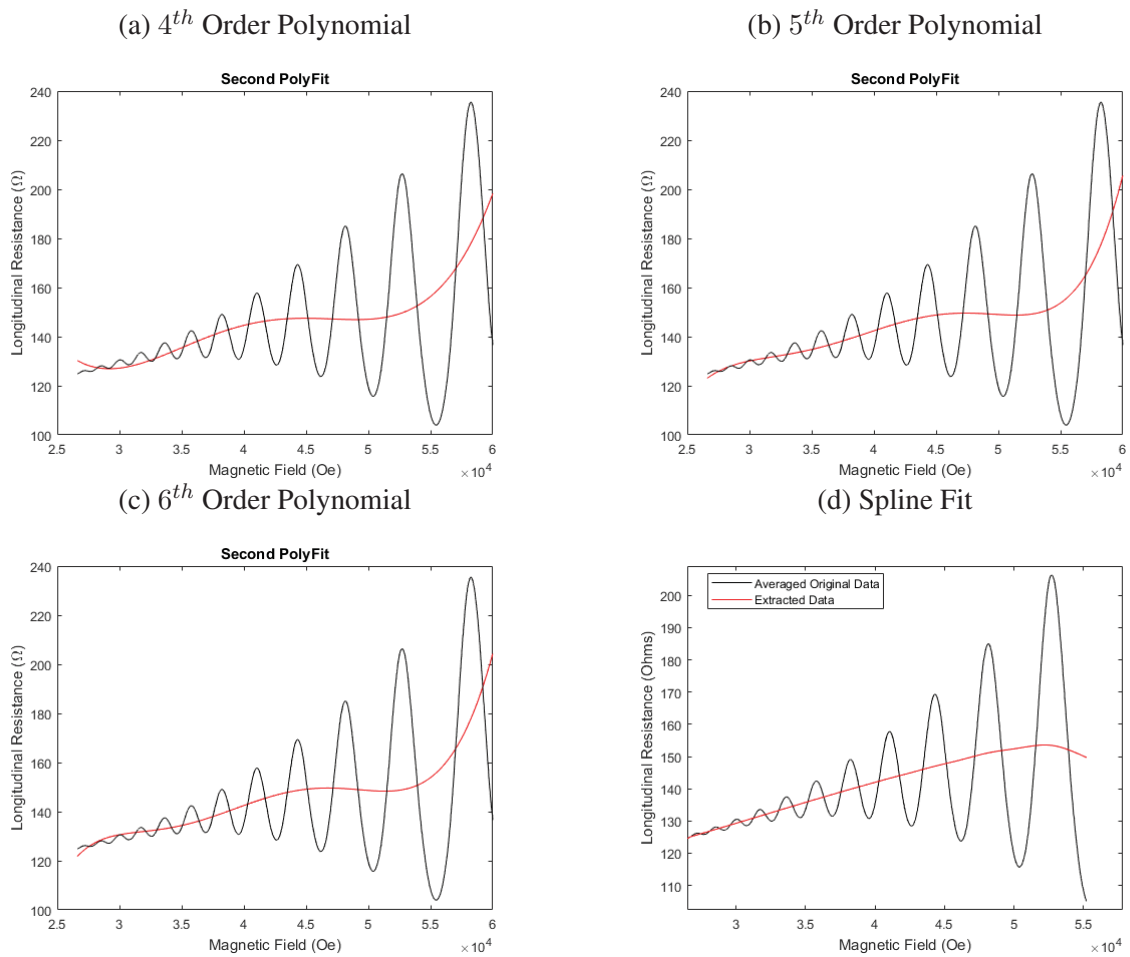 (a) 4th Order Polynomial
Second PolyFit
Longitudinal Resistance (Ω)
240
220
200
180
160
140
120
100
2.5 3 3.5 4 4.5 5 5.5 6
×10^4
Magnetic Field (Oe)
(b) 5th Order Polynomial
Second PolyFit
Longitudinal Resistance (Ω)
240
220
200
180
160
140
120
100
2.5 3 3.5 4 4.5 5 5.5 6
×10^4
Magnetic Field (Oe)
(c) 6th Order Polynomial
Second PolyFit
Longitudinal Resistance (Ω)
240
220
200
180
160
140
120
100
2.5 3 3.5 4 4.5 5 5.5 6
×10^4
Magnetic Field (Oe)
(d) Spline Fit
Averaged Original Data
Extracted Data
Longitudinal Resistance (Ohms)
200
190
180
170
160
150
140
130
120
110
3 3.5 4 4.5 5 5.5
×10^4
Magnetic Field (Oe)